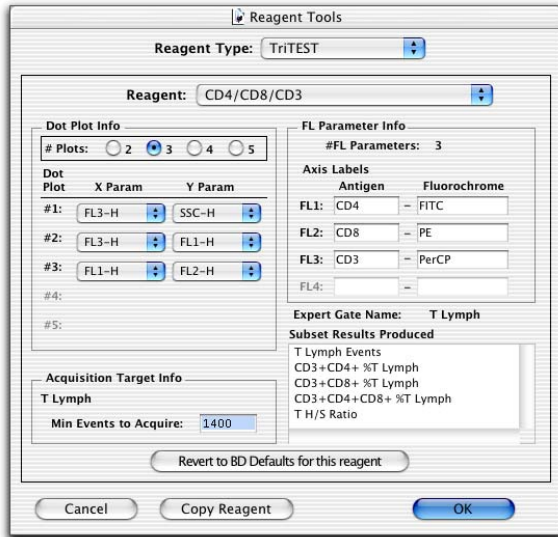 Reagent Tools
Reagent Type: TriTEST
Reagent: CD4/CD8/CD3
Dot Plot Info
# Plots: 2 3 4 5
Dot Plot X Param Y Param
#1: FL3-H SSC-H
#2: FL3-H FL1-H
#3: FL1-H FL2-H
#4:
#5:
Acquisition Target Info
T Lymph
Min Events to Acquire: 1400
FL Parameter Info
#FL Parameters: 3
Axis Labels
Antigen Fluorochrome
FL1: CD4 - FITC
FL2: CD8 - PE
FL3: CD3 - PerCP
FL4: -
Expert Gate Name: T Lymph
Subset Results Produced
T Lymph Events
CD3+CD4+ %T Lymph
CD3+CD8+ %T Lymph
CD3+CD4+CD8+ %T Lymph
T H/S Ratio
Revert to BD Defaults for this reagent
Cancel Copy Reagent OK